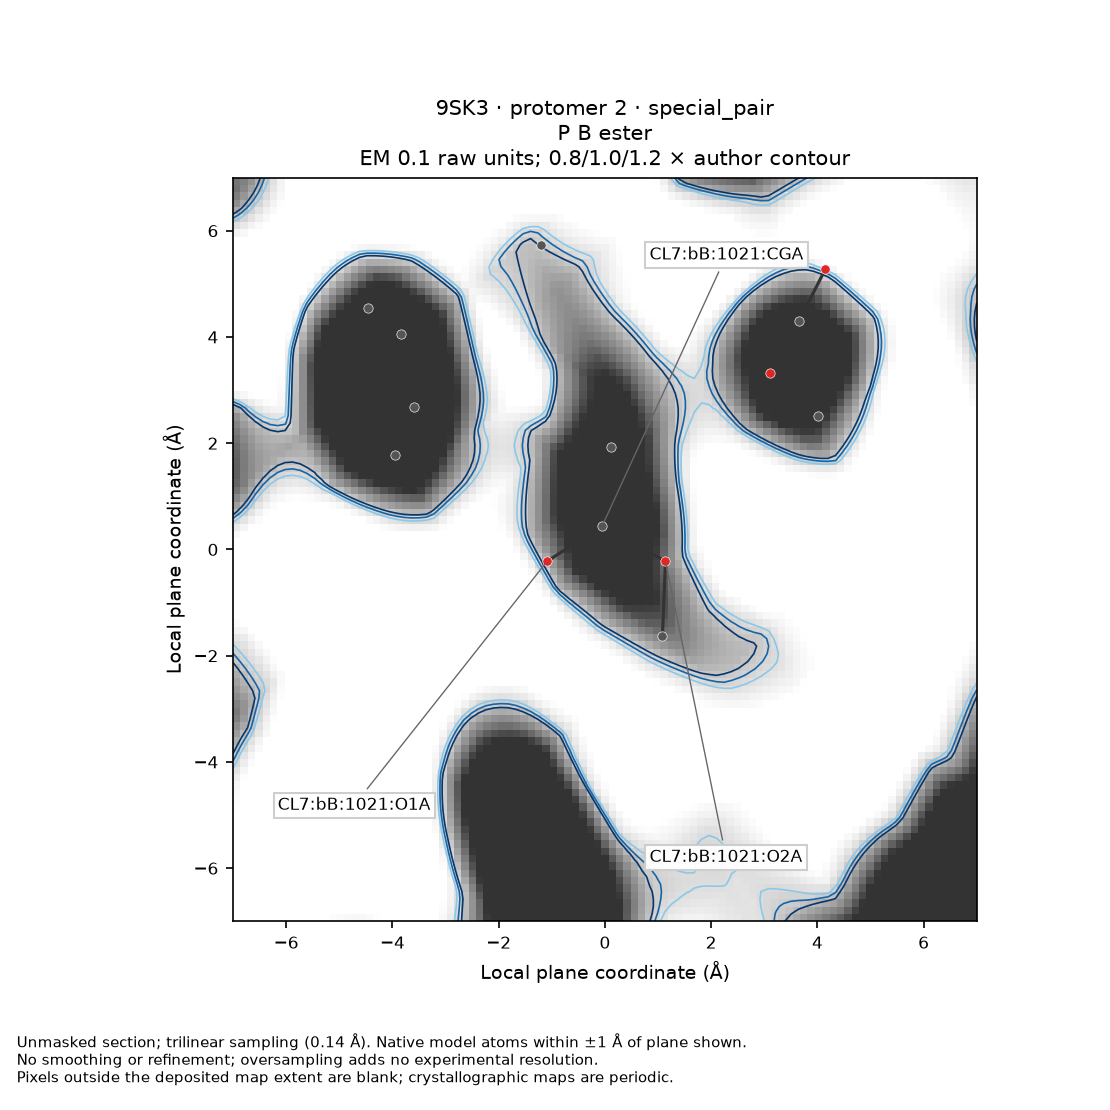 9SK3 · protomer 2 · special_pair
P B ester
EM 0.1 raw units; 0.8/1.0/1.2 × author contour
CL7:bB:1021:CGA
CL7:bB:1021:O1A
CL7:bB:1021:O2A
6
4
2
0
−2
−4
−6
Local plane coordinate (Å)
−6 −4 −2 0 2 4 6
Local plane coordinate (Å)
Unmasked section; trilinear sampling (0.14 Å). Native model atoms within ±1 Å of plane shown.
No smoothing or refinement; oversampling adds no experimental resolution.
Pixels outside the deposited map extent are blank; crystallographic maps are periodic.